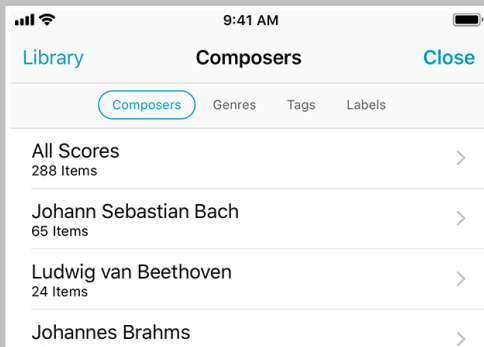 9:41 AM
Library Composers Close
Composers Genres Tags Labels
All Scores
288 Items
Johann Sebastian Bach
65 Items
Ludwig van Beethoven
24 Items
Johannes Brahms